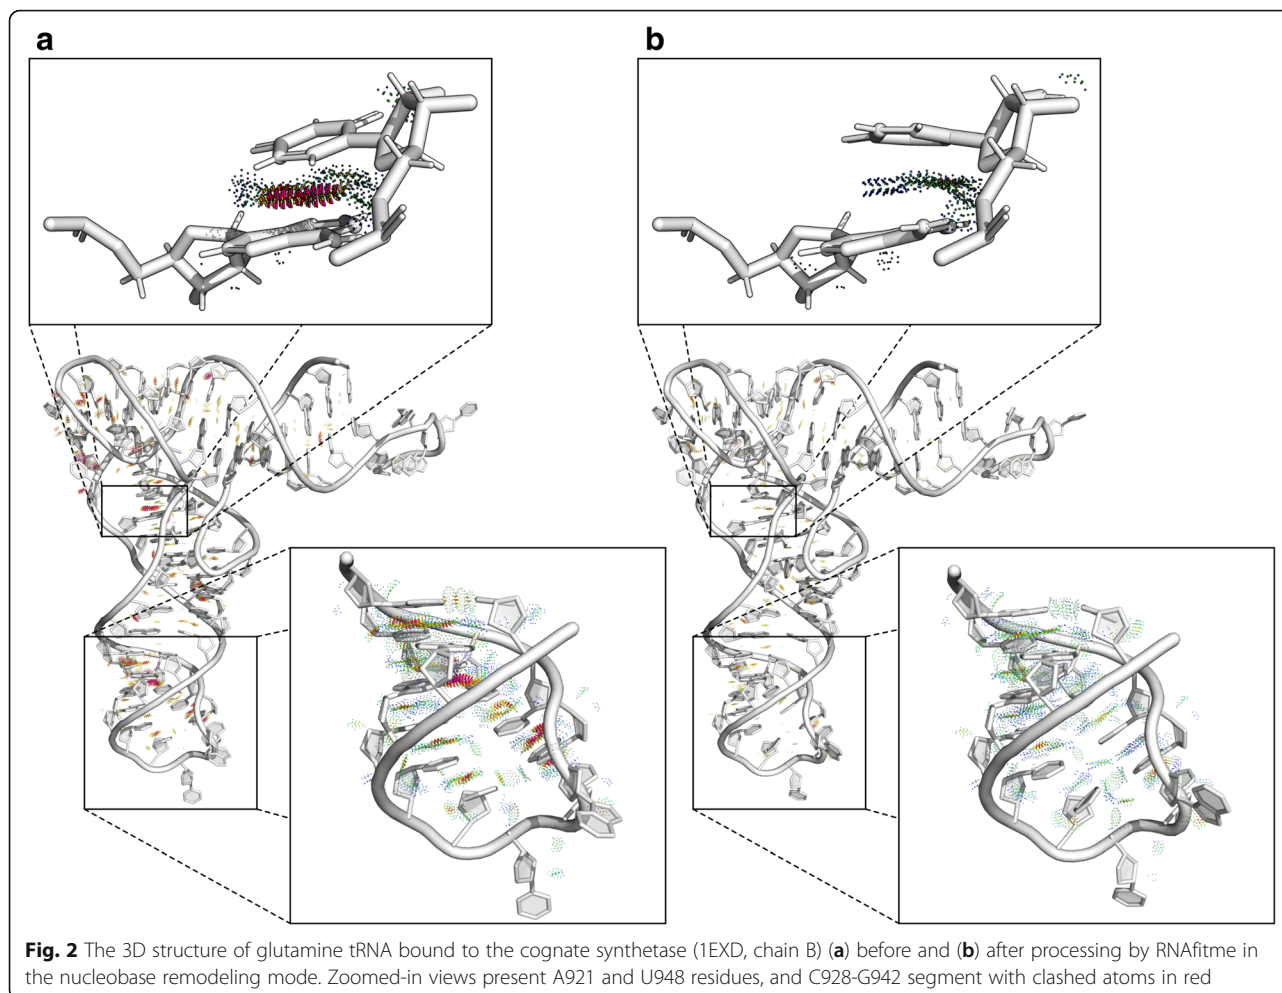 a
b
Fig. 2 The 3D structure of glutamine tRNA bound to the cognate synthetase (1EXD, chain B) (a) before and (b) after processing by RNAfitme in
the nucleobase remodeling mode. Zoomed-in views present A921 and U948 residues, and C928-G942 segment with clashed atoms in red